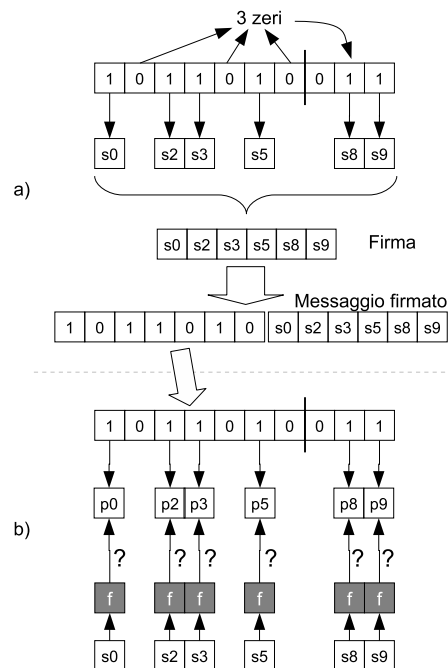 3 zeri
1 0 1 1 0 1 0 0 1 1
s0 s2 s3 s5 s8 s9
a)
s0 s2 s3 s5 s8 s9 Firma
Messaggio firmato
1 0 1 1 0 1 0 s0 s2 s3 s5 s8 s9
1 0 1 1 0 1 0 0 1 1
p0 p2 p3 p5 p8 p9
b)
? ? ? ? ? ?
f f f f f f
s0 s2 s3 s5 s8 s9